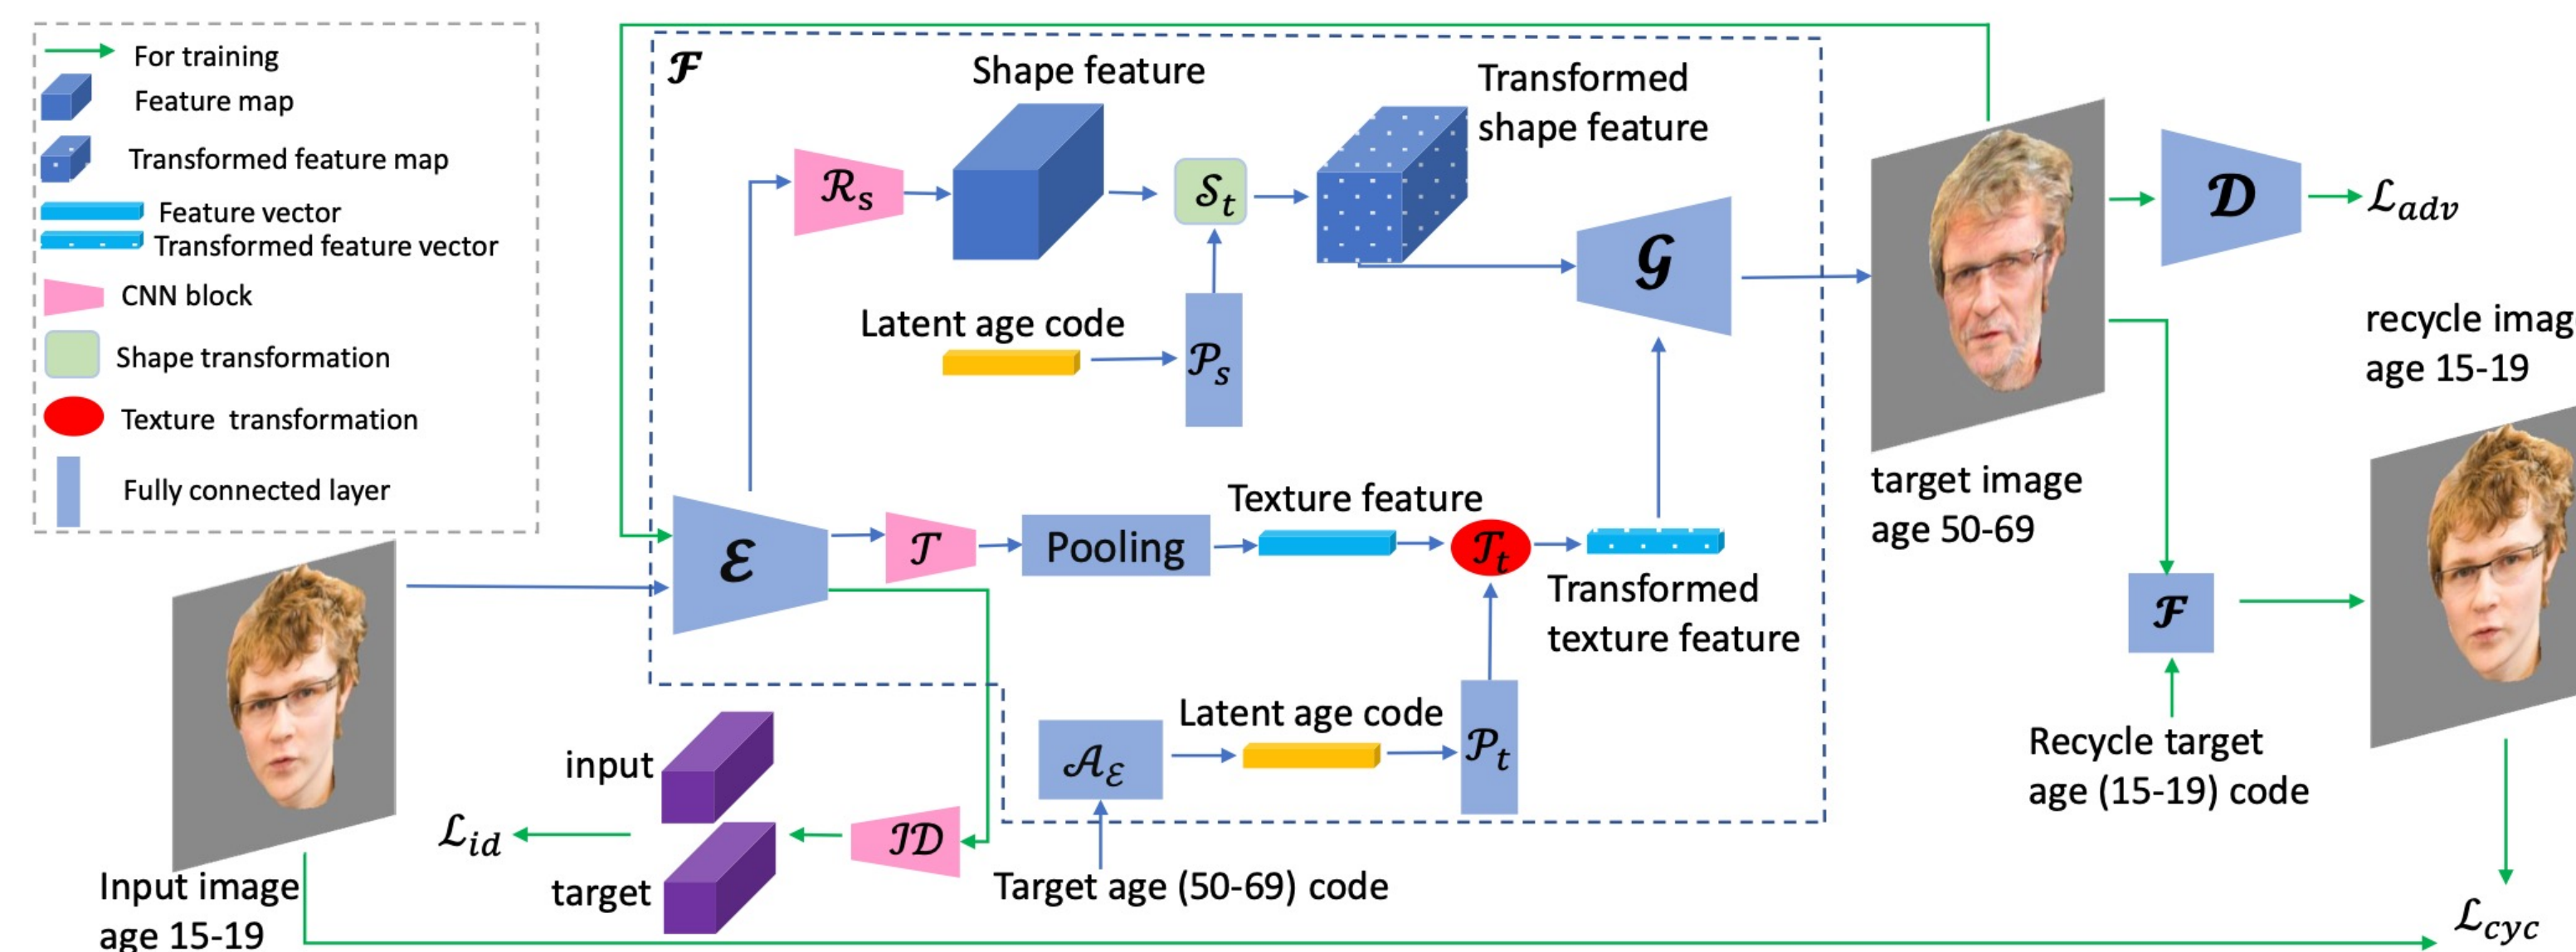 For training
Feature map
Transformed feature map
Feature vector
Transformed feature vector
CNN block
Shape transformation
Texture transformation
Fully connected layer
ℱ
Shape feature
Transformed
shape feature
ℛs
𝒮t
𝒢
Latent age code
𝒫s
ℰ
𝒯
Pooling
Texture feature
𝒯t
Transformed
texture feature
𝒜ℰ
Latent age code
𝒫t
Target age (50-69) code
input
target
ℒid
ℐ𝒟
Input image
age 15-19
target image
age 50-69
𝒟
ℒadv
recycle imag
age 15-19
ℱ
Recycle target
age (15-19) code
ℒcyc